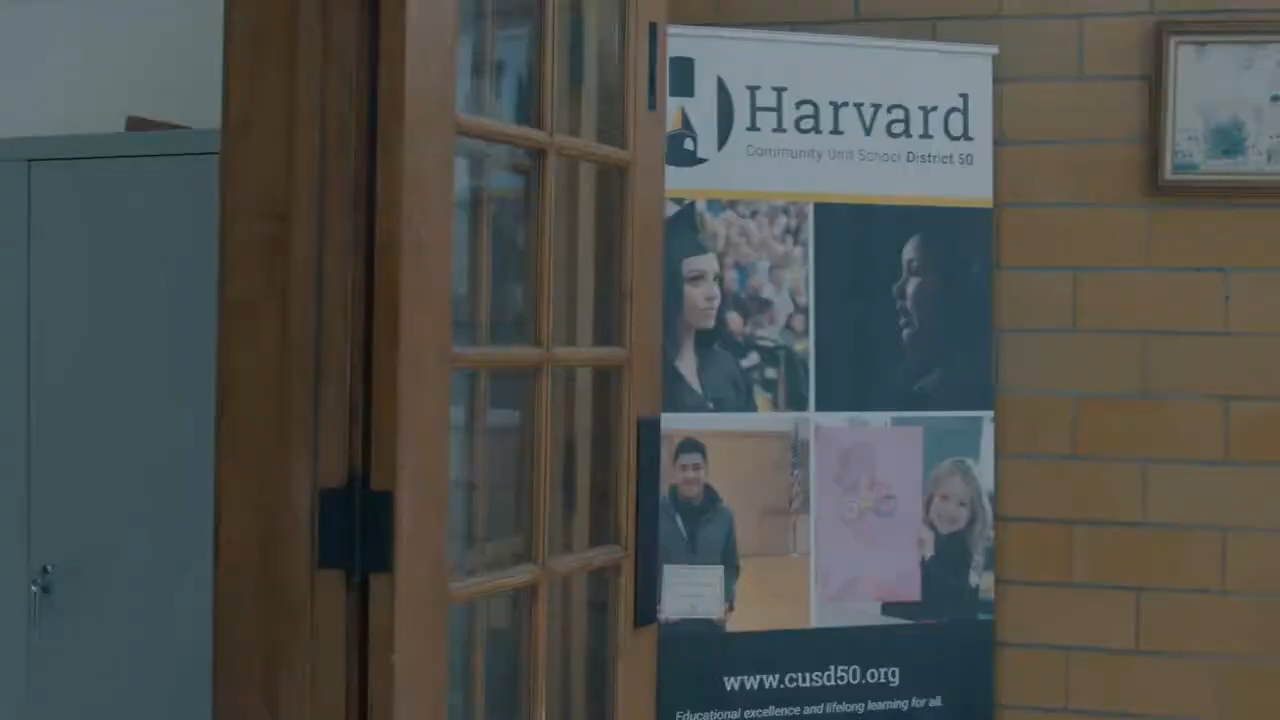 Harvard
Community Unit School District 50
www.cusd50.org
Educational excellence and lifelong learning for all.